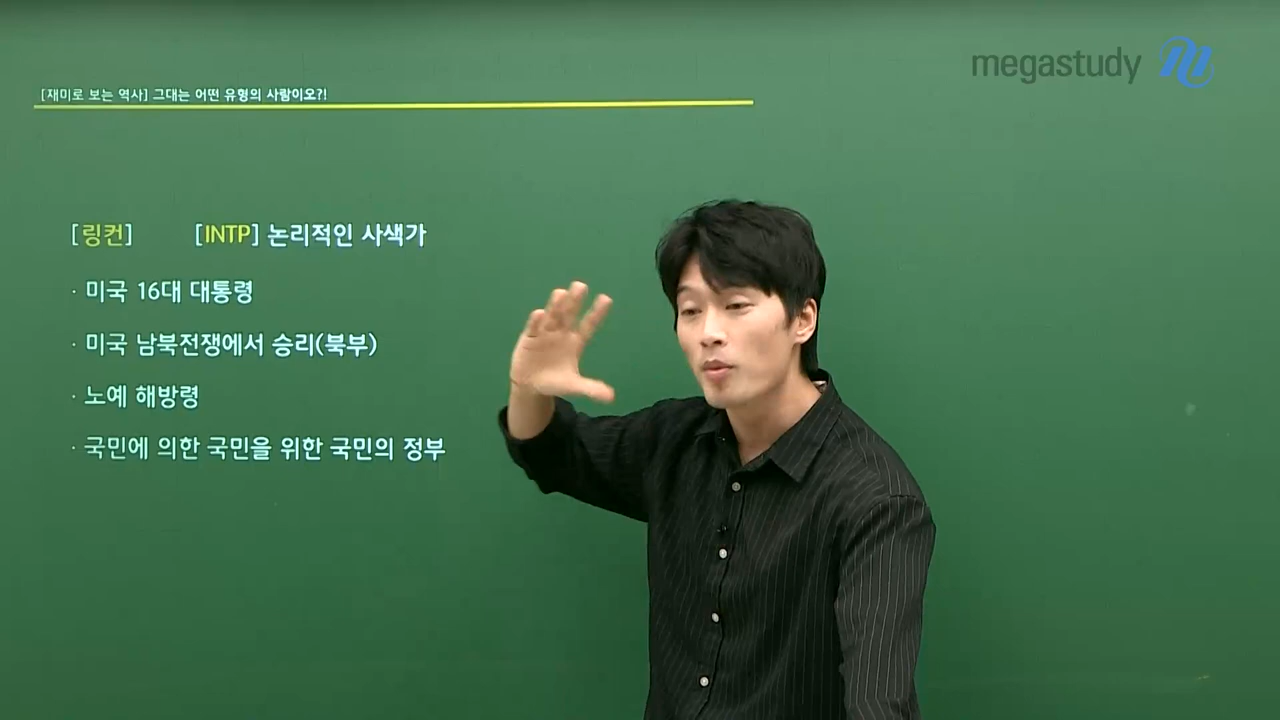 megastudy
[재미로 보는 역사] 그대는 어떤 유형의 사람이오?!
[링컨] [INTP] 논리적인 사색가
· 미국 16대 대통령
· 미국 남북전쟁에서 승리(북부)
· 노예 해방령
· 국민에 의한 국민을 위한 국민의 정부